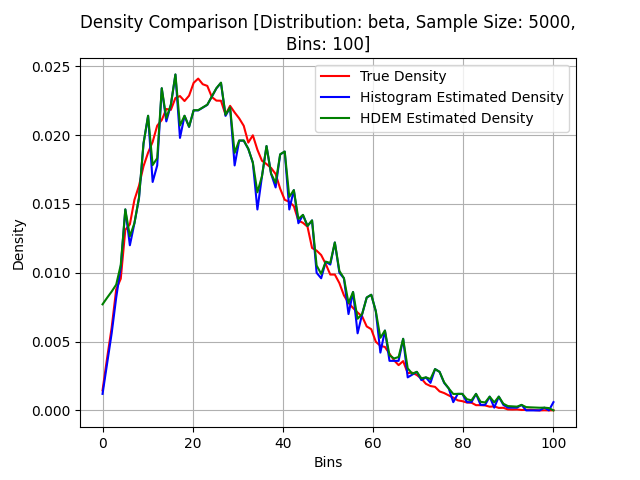 Density Comparison [Distribution: beta, Sample Size: 5000,
Bins: 100]
True Density
Histogram Estimated Density
HDEM Estimated Density
Density
0.025
0.020
0.015
0.010
0.005
0.000
0 20 40 60 80 100
Bins